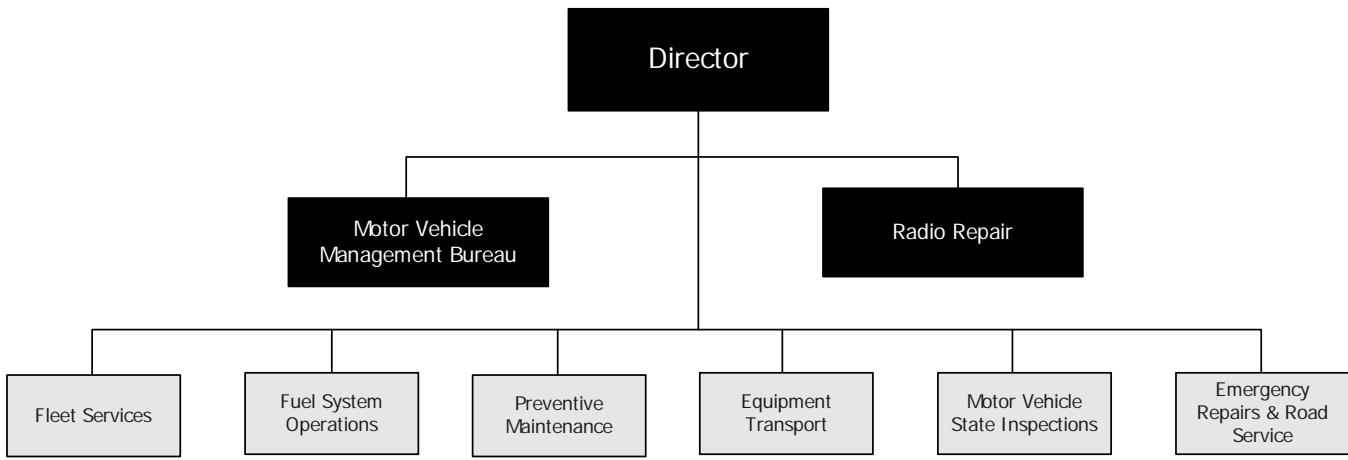 Director
Motor Vehicle
Management Bureau
Radio Repair
Fleet Services
Fuel System
Operations
Preventive
Maintenance
Equipment
Transport
Motor Vehicle
State Inspections
Emergency
Repairs & Road
Service